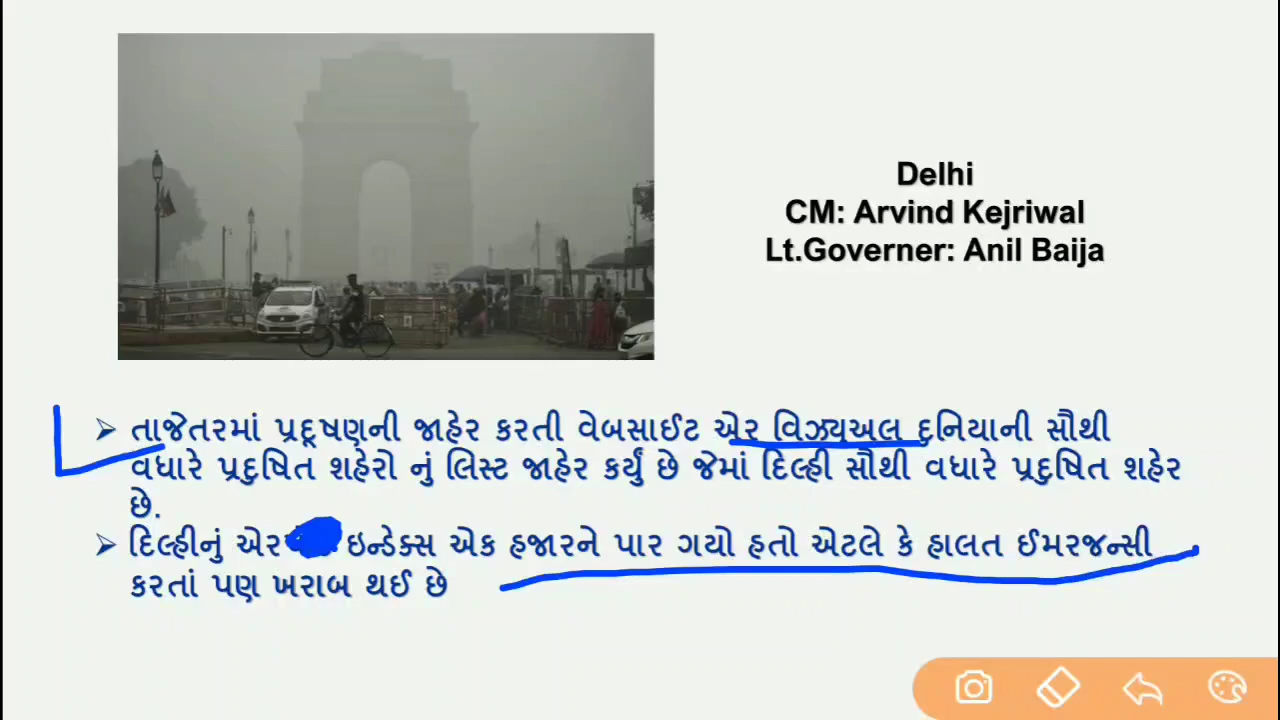 Delhi
CM: Arvind Kejriwal
Lt.Governer: Anil Baija
➢ તાજેતરમાં પ્રદૂષણની જાહેર કરતી વેબસાઈટ એર વિઝ્યુઅલ દુનિયાની સૌથી
વધારે પ્રદુષિત શહેરો નું લિસ્ટ જાહેર કર્યું છે જેમાં દિલ્હી સૌથી વધારે પ્રદુષિત શહેર
છે.
➢ દિલ્હીનું એર ઇન્ડેક્સ એક હજારને પાર ગયો હતો એટલે કે હાલત ઈમરજન્સી
કરતાં પણ ખરાબ થઈ છે